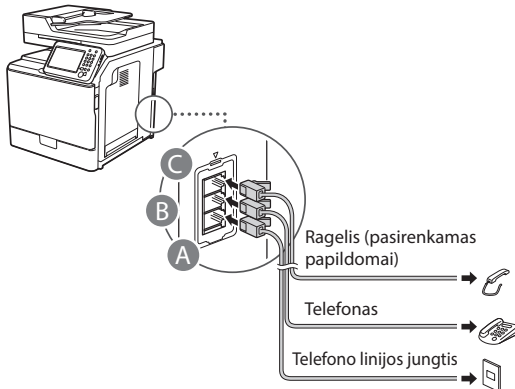 C
B
A
Ragelis (pasirenkamas
papildomai)
Telefonas
Telefono linijos jungtis